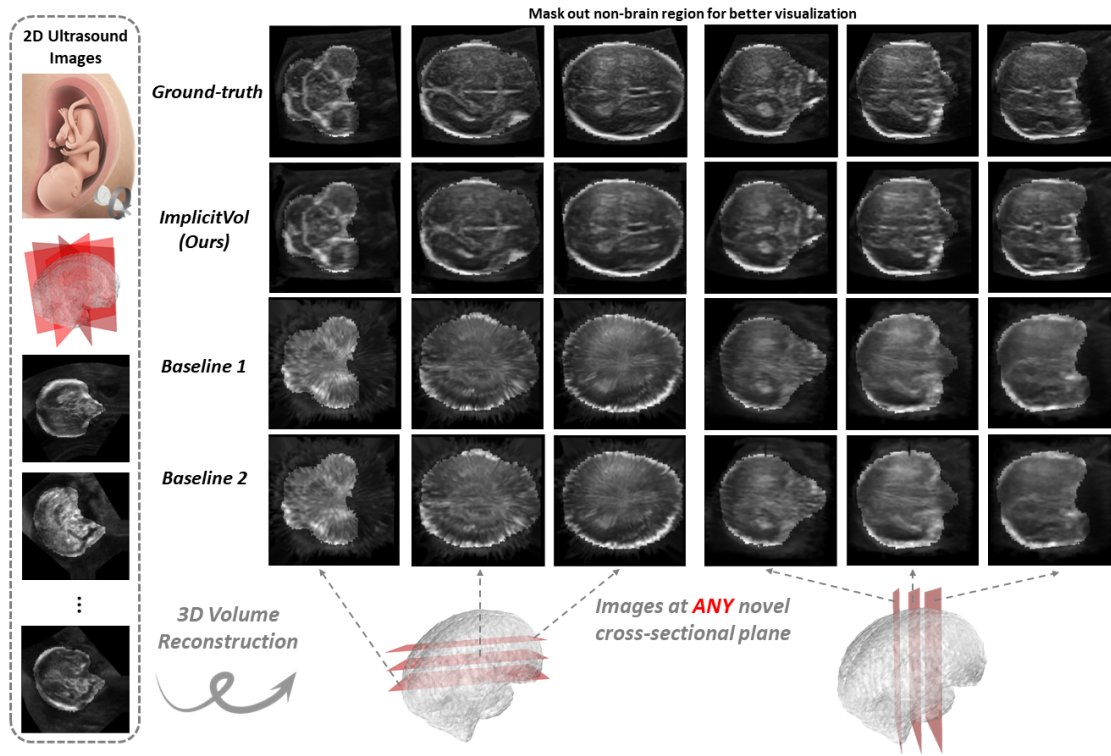 Mask out non-brain region for better visualization
2D Ultrasound
Images
Ground-truth
ImplicitVol
(Ours)
Baseline 1
Baseline 2
...
3D Volume
Reconstruction
Images at ANY novel
cross-sectional plane